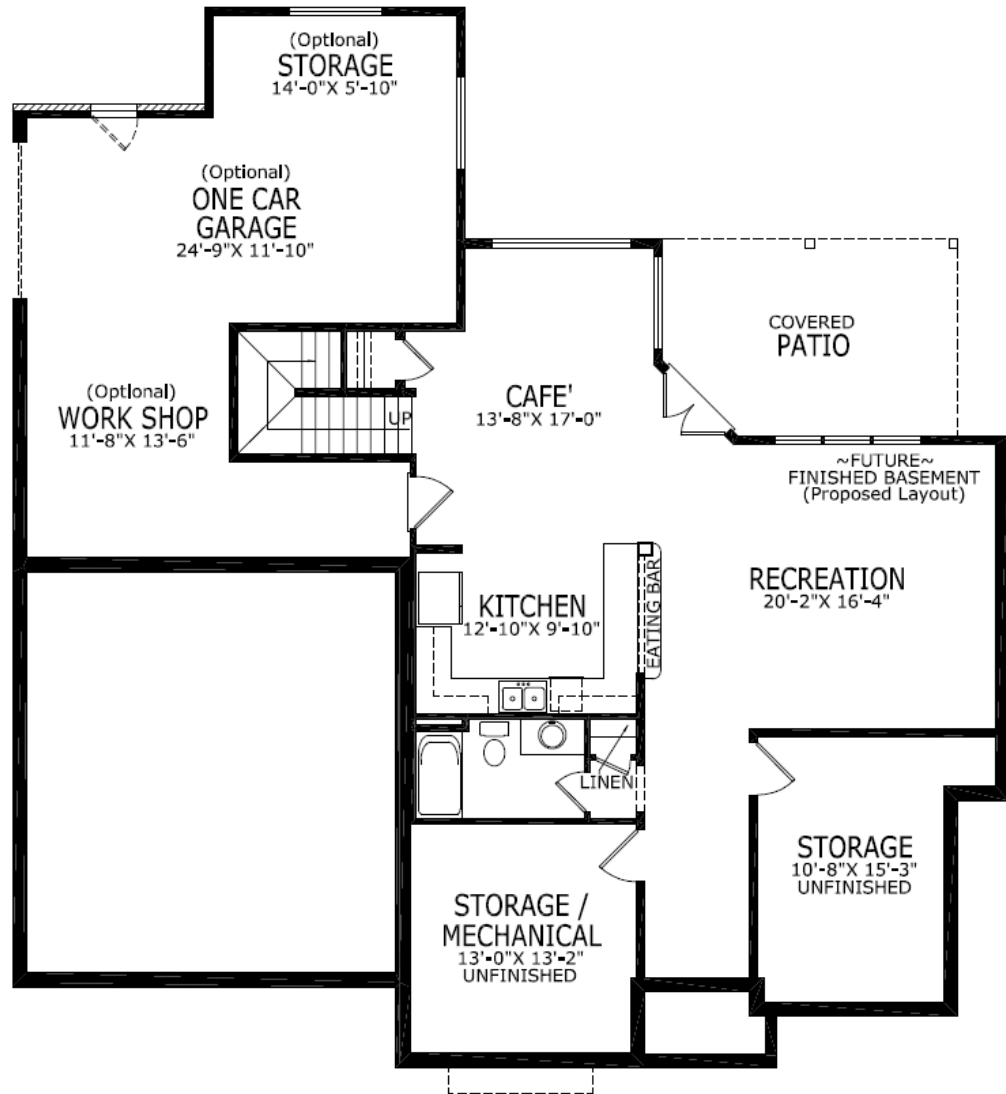 (Optional)
STORAGE
14'-0"X 5'-10"
(Optional)
ONE CAR
GARAGE
24'-9"X 11'-10"
COVERED
PATIO
(Optional)
WORK SHOP
11'-8"X 13'-6"
UP
CAFE'
13'-8"X 17'-0"
~FUTURE~
FINISHED BASEMENT
(Proposed Layout)
RECREATION
20'-2"X 16'-4"
KITCHEN
12'-10"X 9'-10"
EATING BAR
LINEN
STORAGE
10'-8"X 15'-3"
UNFINISHED
STORAGE /
MECHANICAL
13'-0"X 13'-2"
UNFINISHED